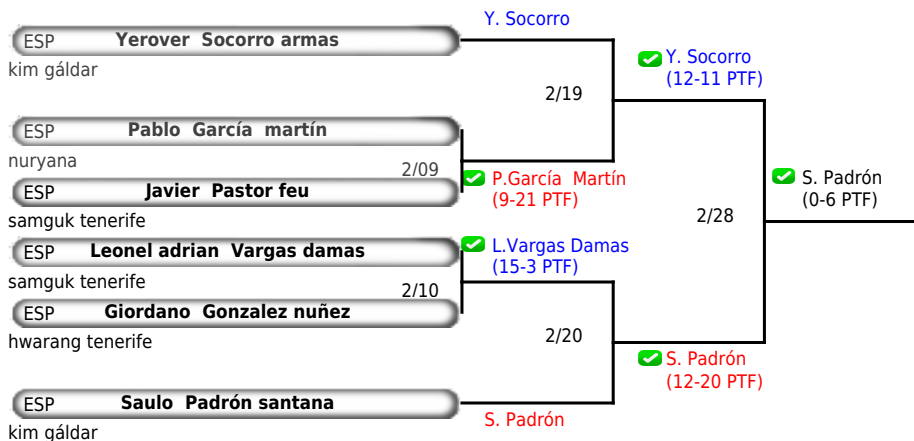 Y. Socorro
ESP Yerover Socorro armas
kim gáldar
Y. Socorro
(12-11 PTF)
2/19
ESP Pablo García martín
nuryana
2/09
P.García Martín
(9-21 PTF)
ESP Javier Pastor feu
samguk tenerife
S. Padrón
(0-6 PTF)
2/28
ESP Leonel adrian Vargas damas
samguk tenerife
L.Vargas Damas
(15-3 PTF)
2/10
ESP Giordano Gonzalez nuñez
hwarang tenerife
2/20
S. Padrón
(12-20 PTF)
ESP Saulo Padrón santana
kim gáldar
S. Padrón